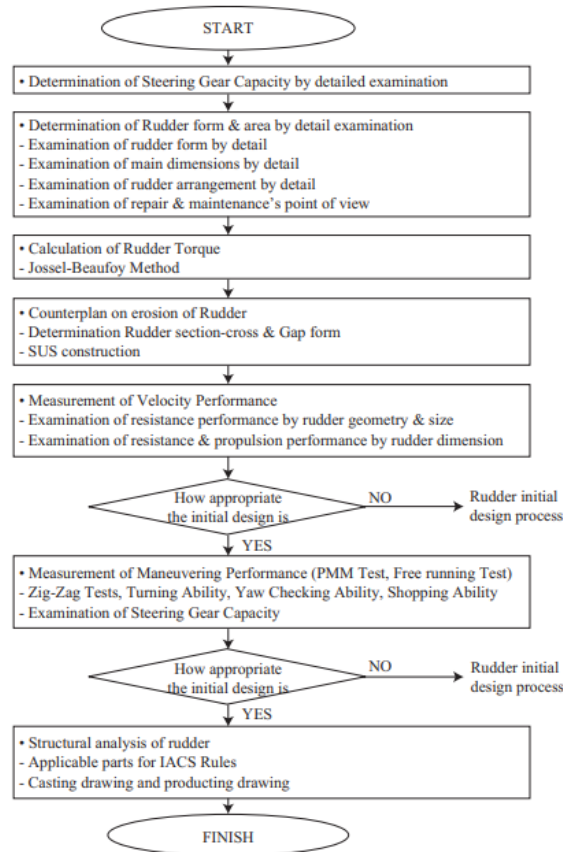 START
• Determination of Steering Gear Capacity by detailed examination
• Determination of Rudder form & area by detail examination
- Examination of rudder form by detail
- Examination of main dimensions by detail
- Examination of rudder arrangement by detail
- Examination of repair & maintenance's point of view
• Calculation of Rudder Torque
- Jossel-Beaufoy Method
• Counterplan on erosion of Rudder
- Determination Rudder section-cross & Gap form
- SUS construction
• Measurement of Velocity Performance
- Examination of resistance performance by rudder geometry & size
- Examination of resistance & propulsion performance by rudder dimension
How appropriate
the initial design is
NO
Rudder initial
design process
YES
• Measurement of Maneuvering Performance (PMM Test, Free running Test)
- Zig-Zag Tests, Turning Ability, Yaw Checking Ability, Shopping Ability
- Examination of Steering Gear Capacity
How appropriate
the initial design is
NO
Rudder initial
design process
YES
• Structural analysis of rudder
- Applicable parts for IACS Rules
- Casting drawing and producting drawing
FINISH